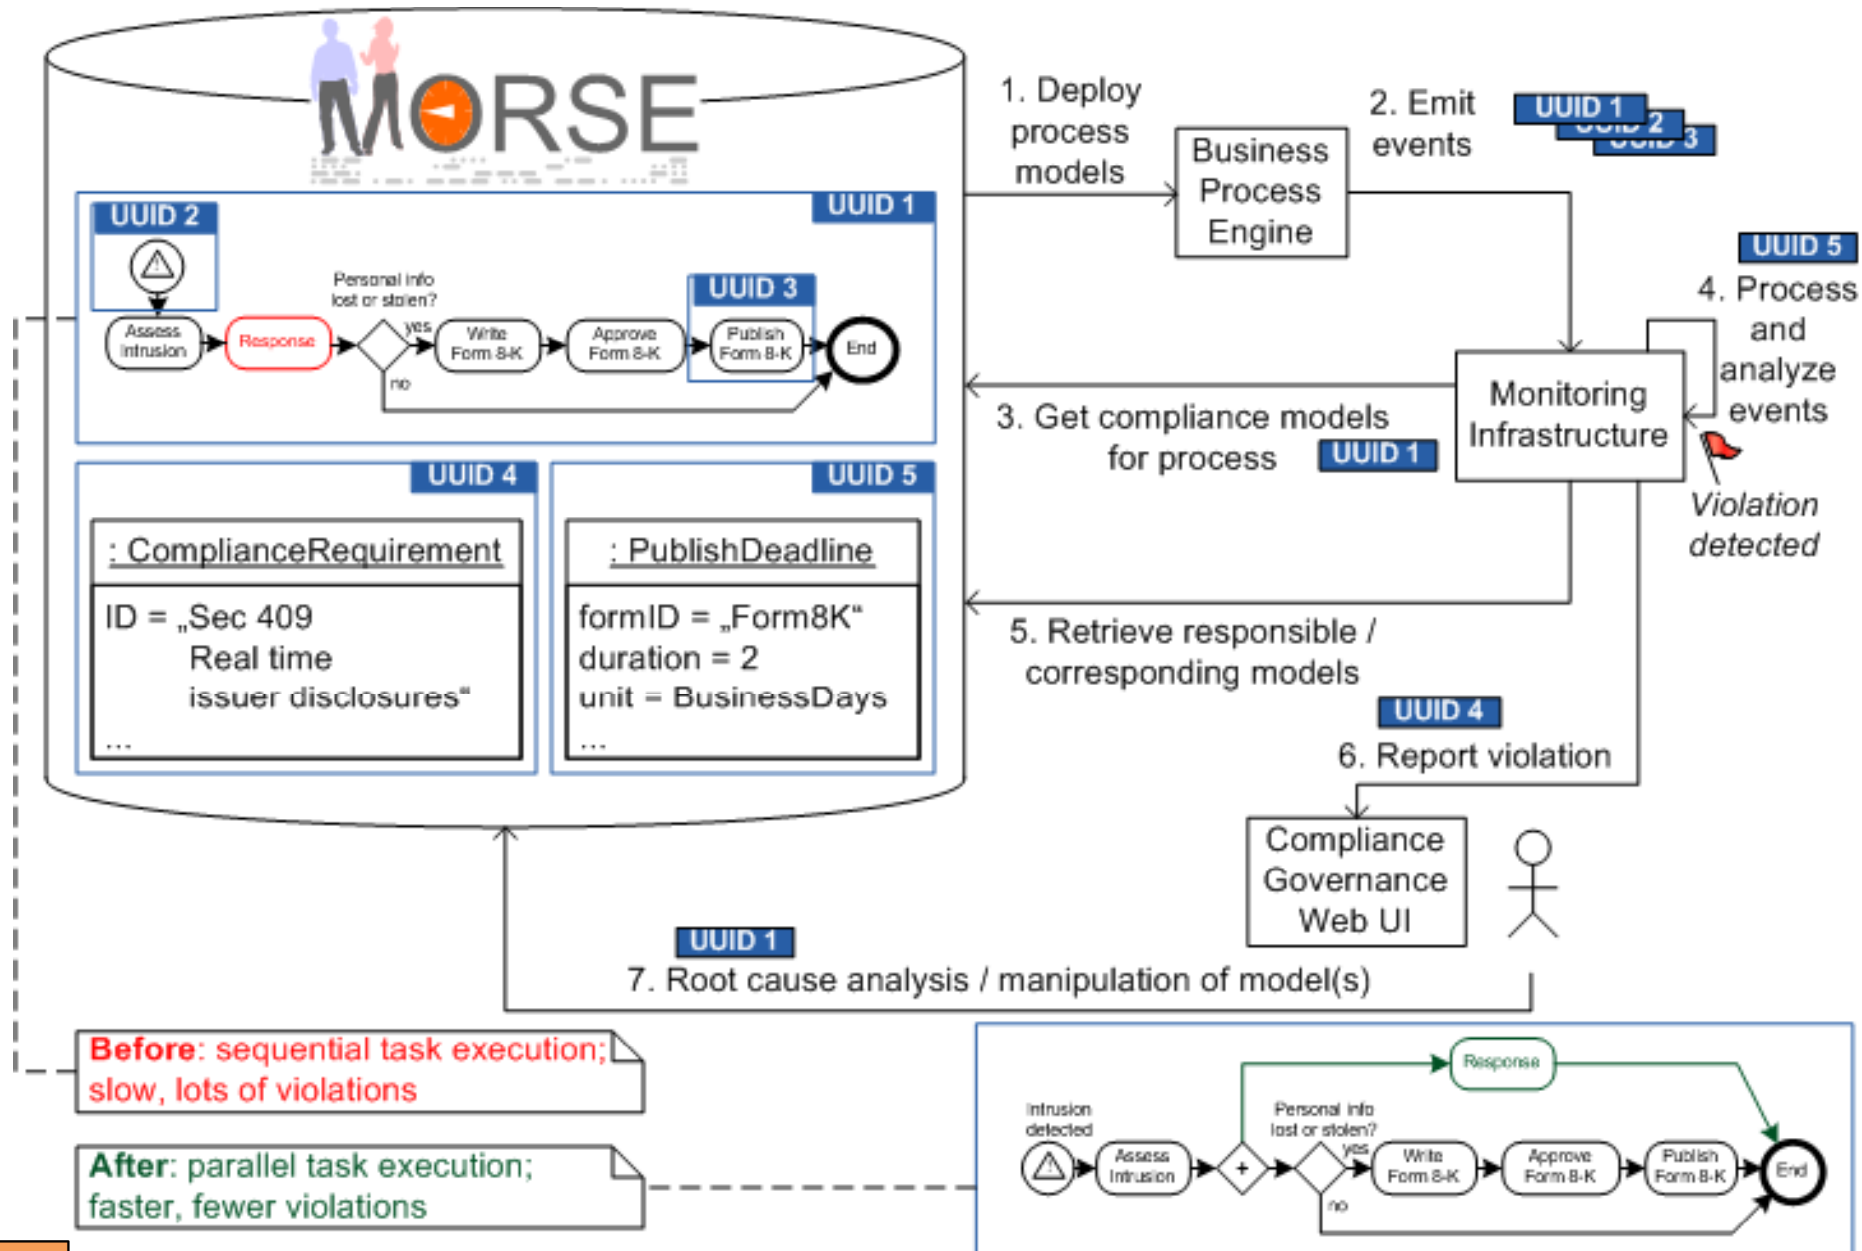 MORSE
UUID 1
UUID 2
Personal info
lost or stolen?
UUID 3
Assess
Intrusion
Response
yes
Write
Form 8-K
Approve
Form 8-K
Publish
Form 8-K
End
no
UUID 4
: ComplianceRequirement
ID = „Sec 409
Real time
issuer disclosures“
...
UUID 5
: PublishDeadline
formID = „Form8K“
duration = 2
unit = BusinessDays
...
1. Deploy
process
models
Business
Process
Engine
2. Emit
events
UUID 1
UUID 2
UUID 3
UUID 5
4. Process
and
analyze
events
Monitoring
Infrastructure
3. Get compliance models
for process
UUID 1
Violation
detected
5. Retrieve responsible /
corresponding models
UUID 4
6. Report violation
Compliance
Governance
Web UI
UUID 1
7. Root cause analysis / manipulation of model(s)
Before: sequential task execution;
slow, lots of violations
After: parallel task execution;
faster, fewer violations
Response
Intrusion
detected
Personal info
lost or stolen?
Assess
Intrusion
+
yes
Write
Form 8-K
Approve
Form 8-K
Publish
Form 8-K
End
no